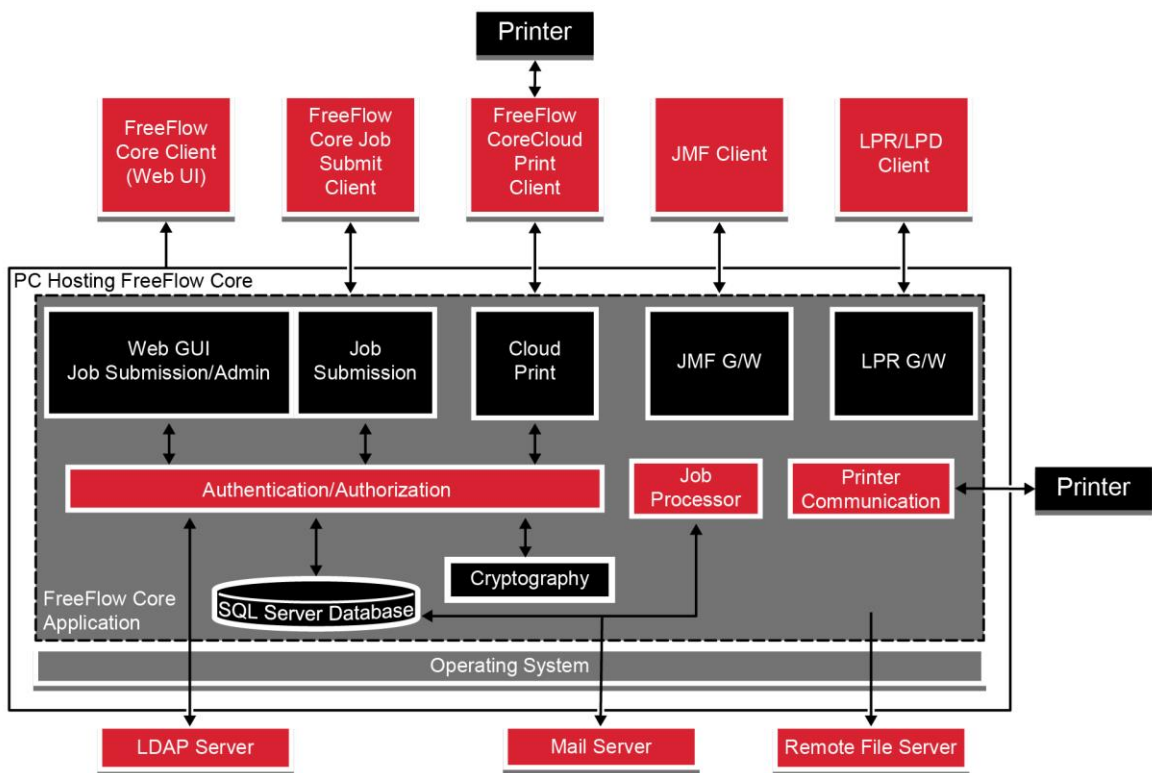 Printer
FreeFlow
Core Client
(Web UI)
FreeFlow
Core Job
Submit
Client
FreeFlow
CoreCloud
Print
Client
JMF Client
LPR/LPD
Client
PC Hosting FreeFlow Core
Web GUI
Job Submission/Admin
Job
Submission
Cloud
Print
JMF G/W
LPR G/W
Authentication/Authorization
Job
Processor
Printer
Communication
Printer
Cryptography
SQL Server Database
FreeFlow Core
Application
Operating System
LDAP Server
Mail Server
Remote File Server